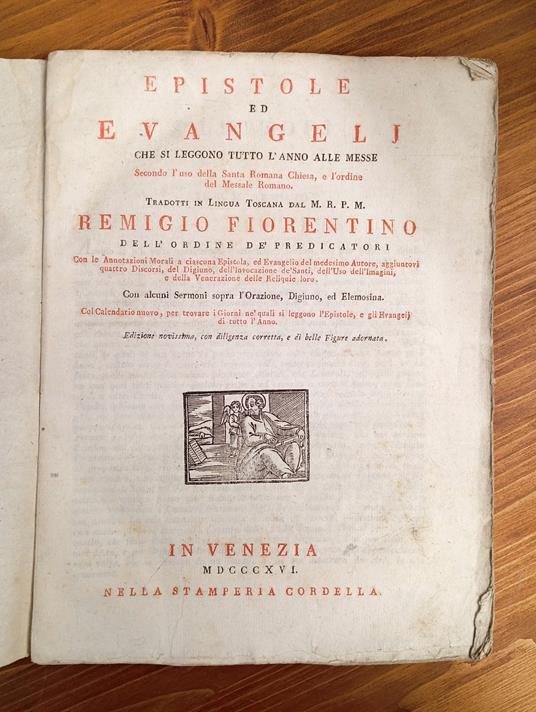 EPISTOLE
ED
EVANGELJ
CHE SI LEGGONO TUTTO L'ANNO ALLE MESSE
Secondo l'uso della Santa Romana Chiesa, e l'ordine
del Messale Romano.
TRADOTTI IN LINGUA TOSCANA DAL M. R. P. M.
REMIGIO FIORENTINO
DELL'ORDINE DE' PREDICATORI
Con le Annotazioni Morali a ciascuna Epistola, ed Evangelio del medesimo Autore, aggiuntovi
quattro Discorsi, del Digiuno, dell'Invocazione de' Santi, dell'Uso dell'Imagini,
e della Venerazione delle Reliquie loro.
Con alcuni Sermoni sopra l'Orazione, Digiuno, ed Elemosina.
Col Calendario nuovo, per trovare i Giorni ne' quali si leggono l'Epistole, e gli Evangelj
di tutto l'Anno.
Edizione novissima, con diligenza corretta, e di belle Figure adornata.
IN VENEZIA
MDCCCXVI.
NELLA STAMPERIA CORDELLA.